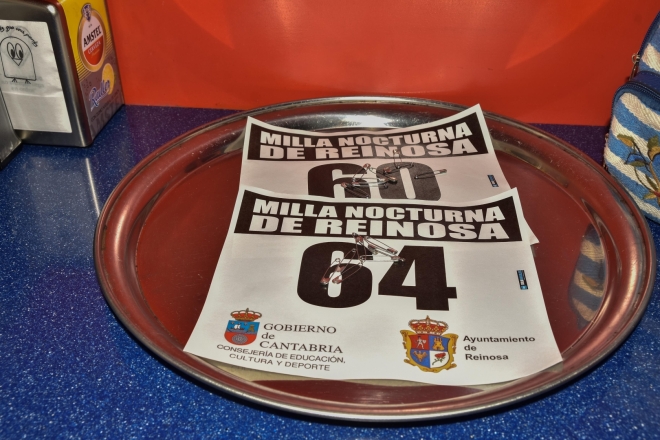 AMSTEL
MILLA NOCTURNA
DE REINOSA
60
MILLA NOCTURNA
DE REINOSA
64
GOBIERNO
de
CANTABRIA
CONSEJERÍA DE EDUCACIÓN,
CULTURA Y DEPORTE
Ayuntamiento
de
Reinosa